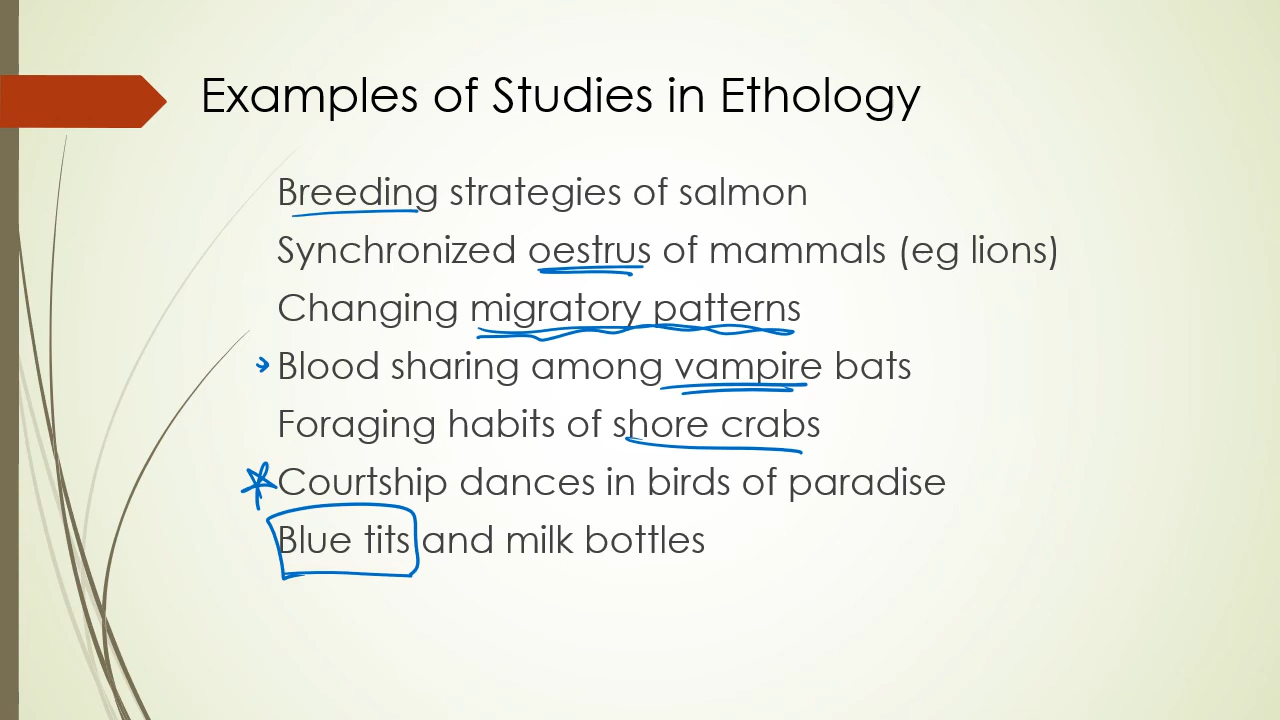 Examples of Studies in Ethology
Breeding strategies of salmon
Synchronized oestrus of mammals (eg lions)
Changing migratory patterns
Blood sharing among vampire bats
Foraging habits of shore crabs
Courtship dances in birds of paradise
Blue tits and milk bottles